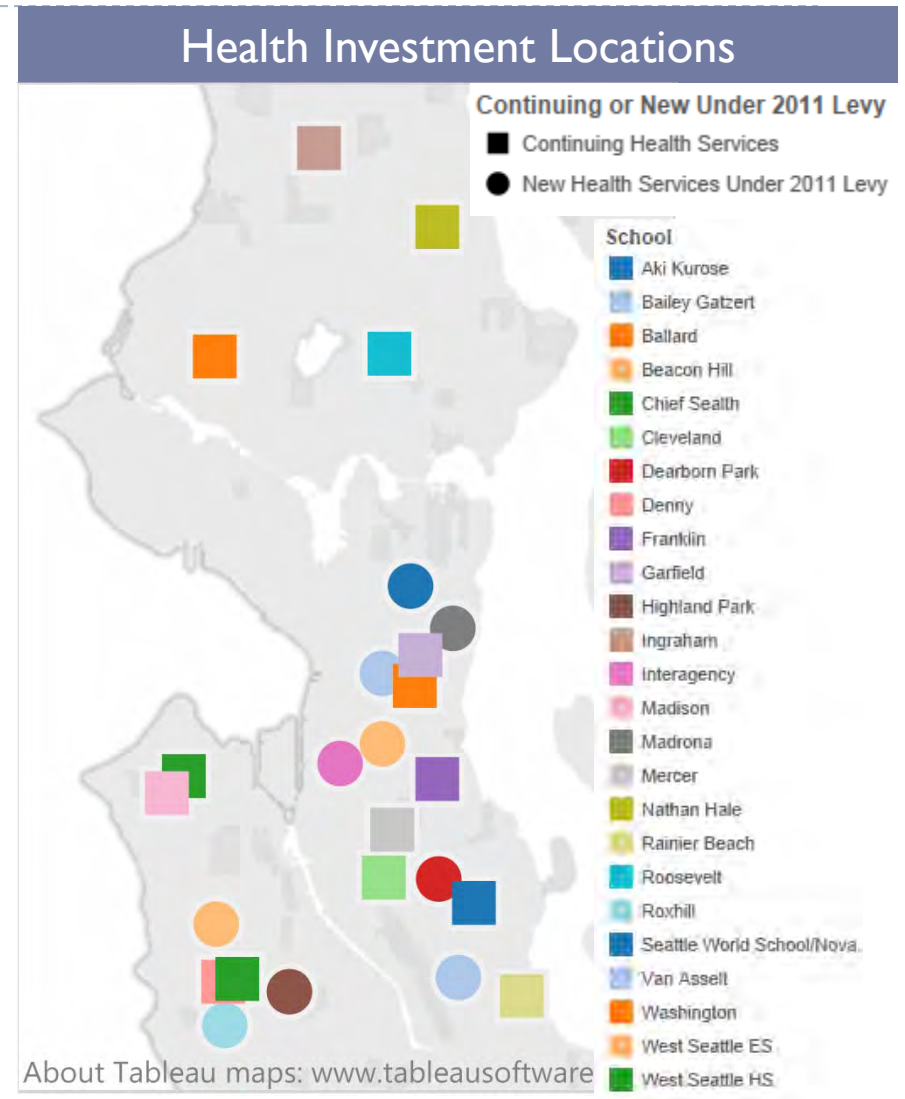 Health Investment Locations
Continuing or New Under 2011 Levy
Continuing Health Services
New Health Services Under 2011 Levy
School
Aki Kurose
Bailey Gatzert
Ballard
Beacon Hill
Chief Sealth
Cleveland
Dearborn Park
Denny
Franklin
Garfield
Highland Park
Ingraham
Interagency
Madison
Madrona
Mercer
Nathan Hale
Rainier Beach
Roosevelt
Roxhill
Seattle World School/Nova.
Van Asselt
Washington
West Seattle ES
West Seattle HS
About Tableau maps: www.tableausoftware